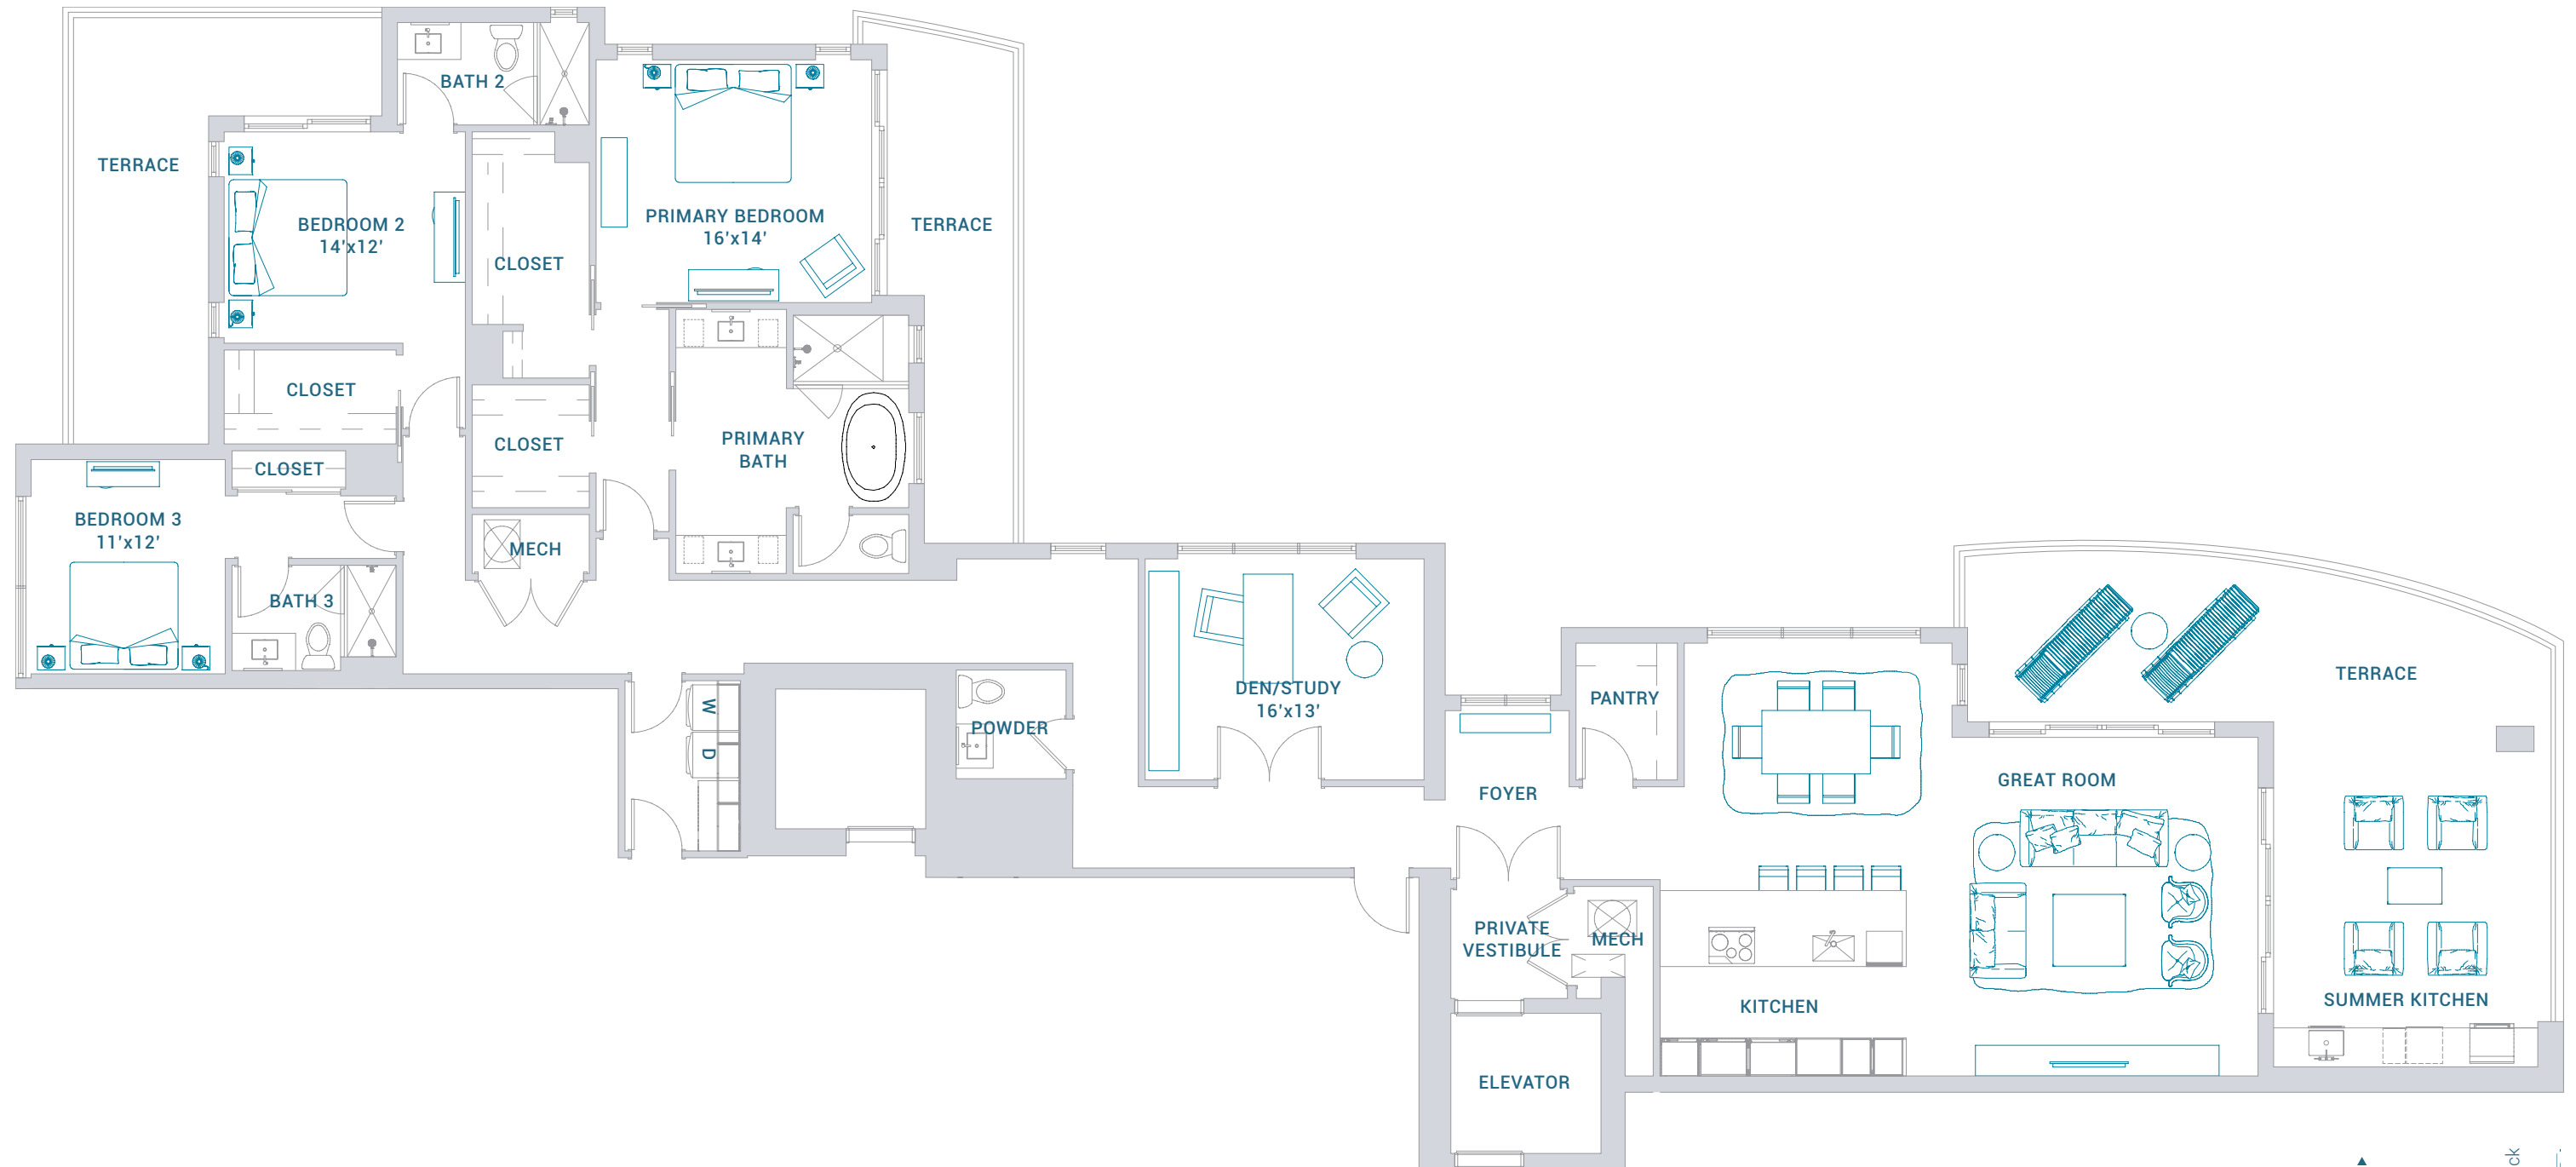 BATH 2
TERRACE
BEDROOM 2
14'x12'
CLOSET
PRIMARY BEDROOM
16'x14'
TERRACE
CLOSET
CLOSET
PRIMARY
BATH
CLOSET
BEDROOM 3
11'x12'
MECH
BATH 3
W
D
POWDER
DEN/STUDY
16'x13'
FOYER
PANTRY
GREAT ROOM
TERRACE
PRIVATE
VESTIBULE
MECH
KITCHEN
SUMMER KITCHEN
ELEVATOR
ck